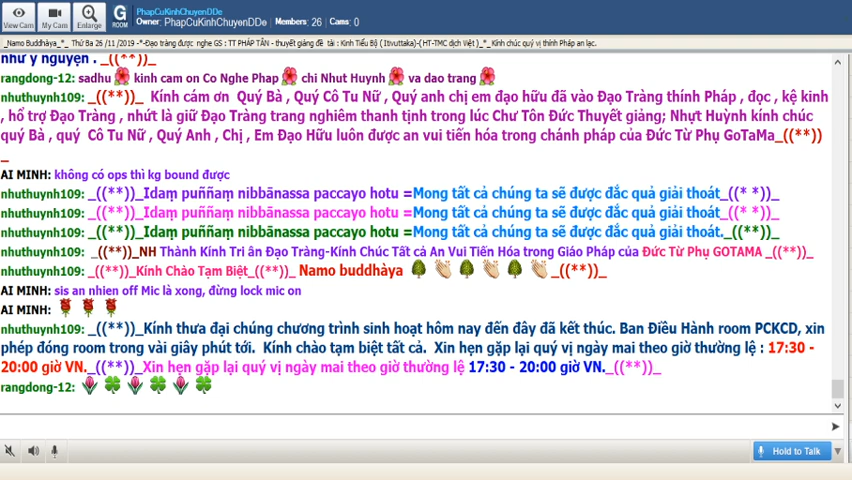 View Cam
My Cam
Enlarge
G
ROOM
PhapCuKinhChuyenDDe
Owner: PhapCuKinhChuyenDDe Members: 26 Cams: 0
_Namo Buddhàya_*_ Thứ Ba 26 /11 /2019 -*-Đạo tràng được nghe GS : TT PHÁP TÂN - thuyết giảng đề tài : Kinh Tiểu Bộ ( Itivuttaka)-( HT-TMC dịch Việt )_*_Kính chúc quý vị thính Pháp an lạc.
như ý nguyện ._((**))_
rangdong-12: sadhu kinh cam on Co Nghe Phap chi Nhut Huynh va dao trang
nhuthuynh109: _((**))_ Kính cám ơn Quý Bà , Quý Cô Tu Nữ , Quý anh chị em đạo hữu đã vào Đạo Tràng thính Pháp , đọc , kệ kinh
, hổ trợ Đạo Tràng , nhứt là giữ Đạo Tràng trang nghiêm thanh tịnh trong lúc Chư Tôn Đức Thuyết giảng; Nhựt Huỳnh kính chúc
quý Bà , quý Cô Tu Nữ , Quý Anh , Chị , Em Đạo Hữu luôn được an vui tiến hóa trong chánh pháp của Đức Từ Phụ GoTaMa_((**))
_
AI MINH: không có ops thì kg bound được
nhuthuynh109: _((**))_Idaṃ puññaṃ nibbānassa paccayo hotu =Mong tất cả chúng ta sẽ được đắc quả giải thoát_((* *))_
nhuthuynh109: _((**))_Idaṃ puññaṃ nibbānassa paccayo hotu =Mong tất cả chúng ta sẽ được đắc quả giải thoát_((* *))_
nhuthuynh109: _((**))_Idaṃ puññaṃ nibbānassa paccayo hotu =Mong tất cả chúng ta sẽ được đắc quả giải thoát._((**))_
nhuthuynh109: _((**))_NH Thành Kính Tri ân Đạo Tràng-Kính Chúc Tất cả An Vui Tiến Hóa trong Giáo Pháp của Đức Từ Phụ GOTAMA _((**))_
nhuthuynh109: _((**))_Kính Chào Tạm Biệt_((**))_ Namo buddhàya _((**))_
AI MINH: sis an nhien off Mic là xong, đừng lock mic on
AI MINH:
nhuthuynh109: _((**))_Kính thưa đại chúng chương trình sinh hoạt hôm nay đến đây đã kết thúc. Ban Điều Hành room PCKCD, xin
phép đóng room trong vài giây phút tới. Kính chào tạm biệt tất cả. Xin hẹn gặp lại quý vị ngày mai theo giờ thường lệ : 17:30 -
20:00 giờ VN._((**))_Xin hẹn gặp lại quý vị ngày mai theo giờ thường lệ 17:30 - 20:00 giờ VN._((**))_
rangdong-12:
Hold to Talk